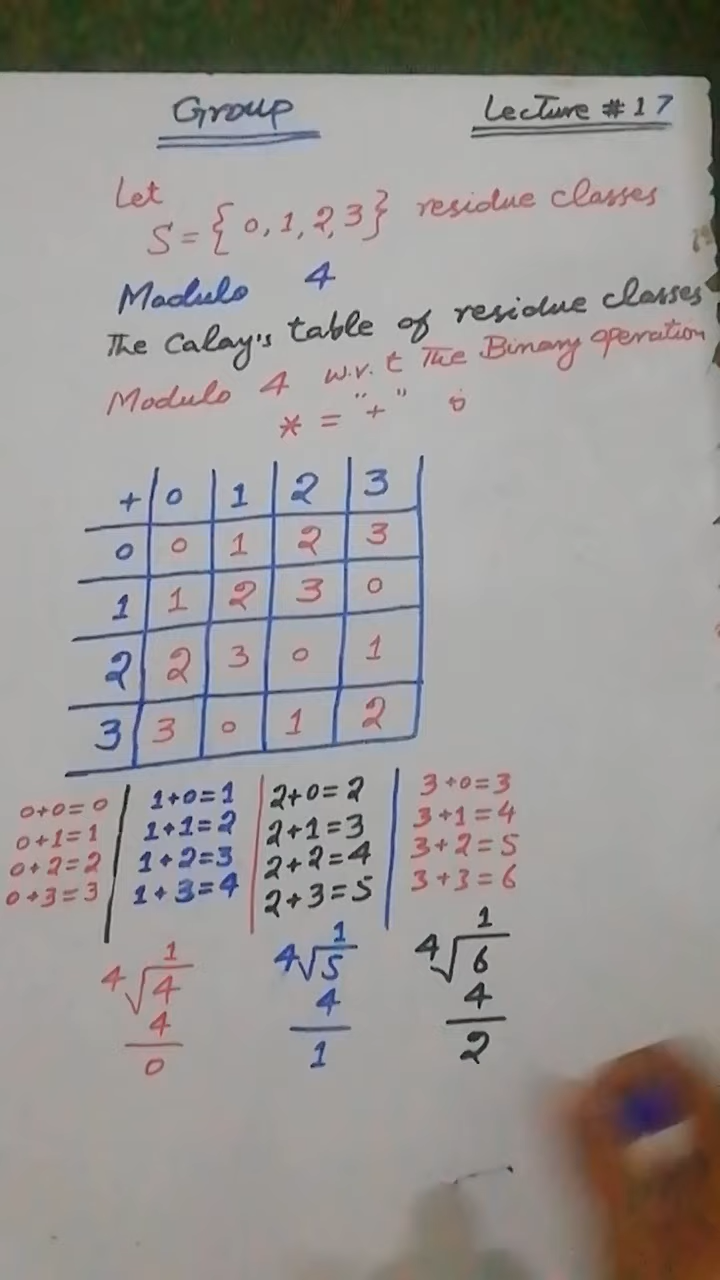 Group Lecture # 17
Let
S = { 0, 1, 2, 3 } residue classes
Madulo 4
The Calay's table of residue classes
Modulo 4 w.r.t The Binary operation
* = "+" is
+ 0 1 2 3
0 0 1 2 3
1 1 2 3 0
2 2 3 0 1
3 3 0 1 2
0+0=0 1+0=1 2+0=2 3+0=3
0+1=1 1+1=2 2+1=3 3+1=4
0+2=2 1+2=3 2+2=4 3+2=5
0+3=3 1+3=4 2+3=5 3+3=6
1 1 1
4√4 4√5 4√6
4 4 4
0 1 2